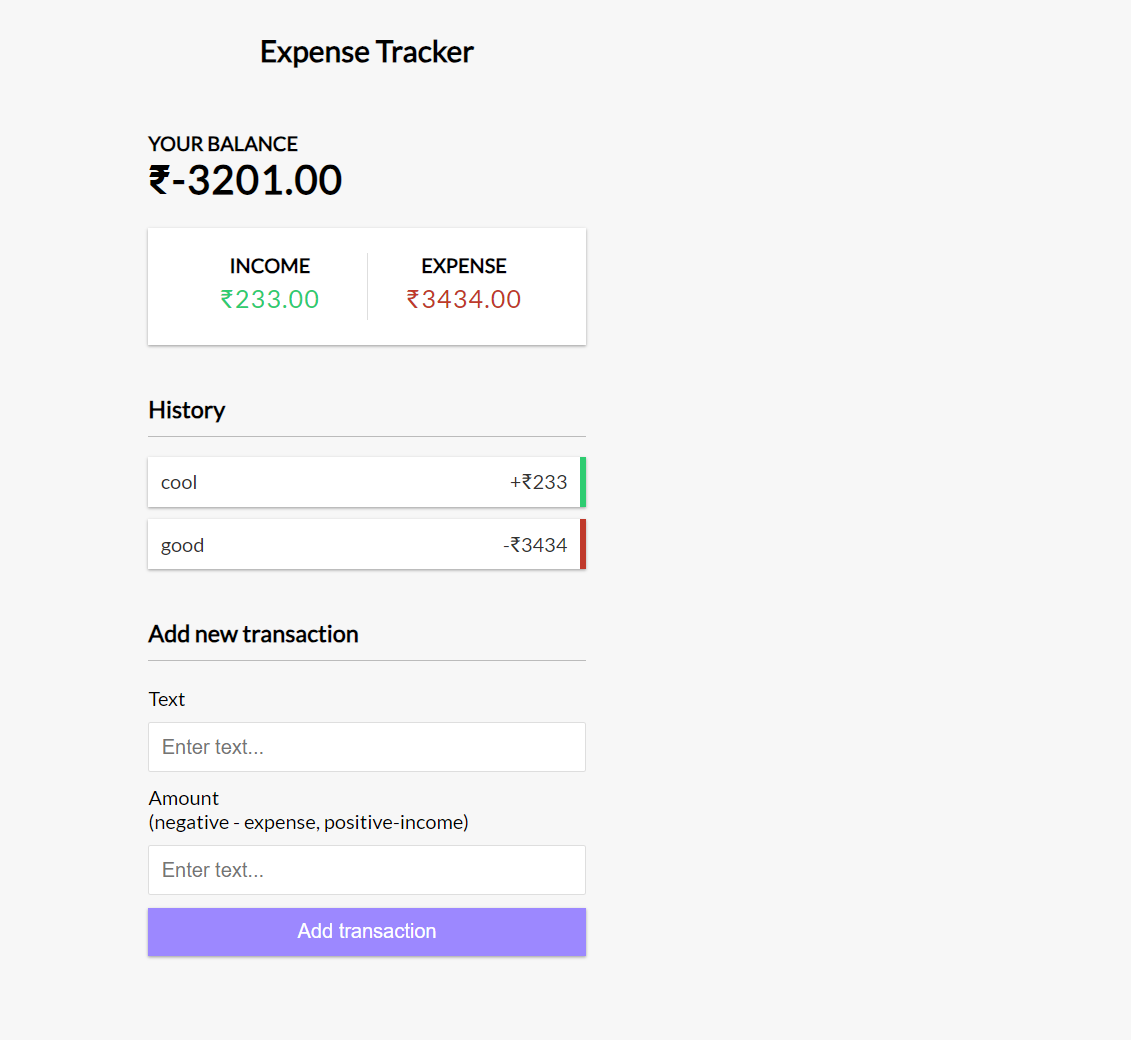 Expense Tracker
YOUR BALANCE
₹-3201.00
INCOME EXPENSE
₹233.00 ₹3434.00
History
cool +₹233
good -₹3434
Add new transaction
Text
Enter text...
Amount
(negative - expense, positive-income)
Enter text...
Add transaction